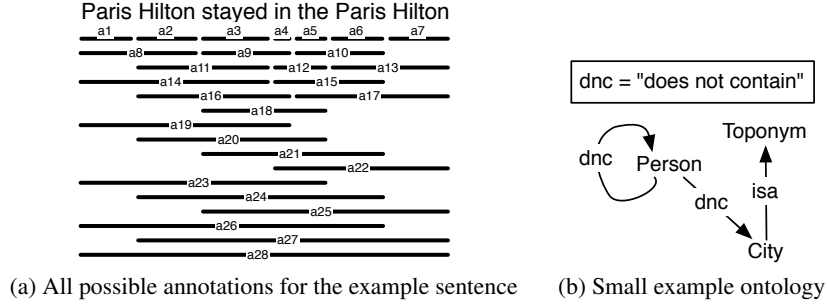 Paris Hilton stayed in the Paris Hilton
a1 a2 a3 a4 a5 a6 a7
a8 a9 a10
a11 a12 a13
a14 a15
a16 a17
a18
a19
a20
a21
a22
a23
a24
a25
a26
a27
a28
(a) All possible annotations for the example sentence
dnc = "does not contain"
Toponym
dnc
Person
isa
dnc
City
(b) Small example ontology